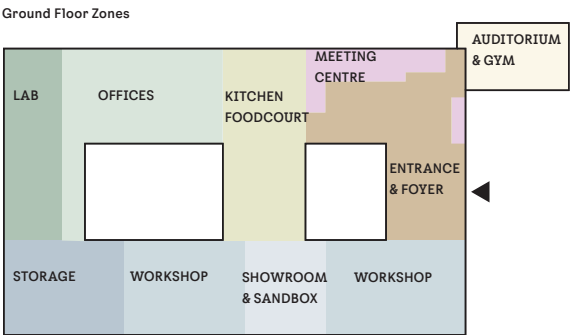 Ground Floor Zones
AUDITORIUM
& GYM
MEETING
CENTRE
LAB
OFFICES
KITCHEN
FOODCOURT
ENTRANCE
& FOYER
STORAGE
WORKSHOP
SHOWROOM
& SANDBOX
WORKSHOP